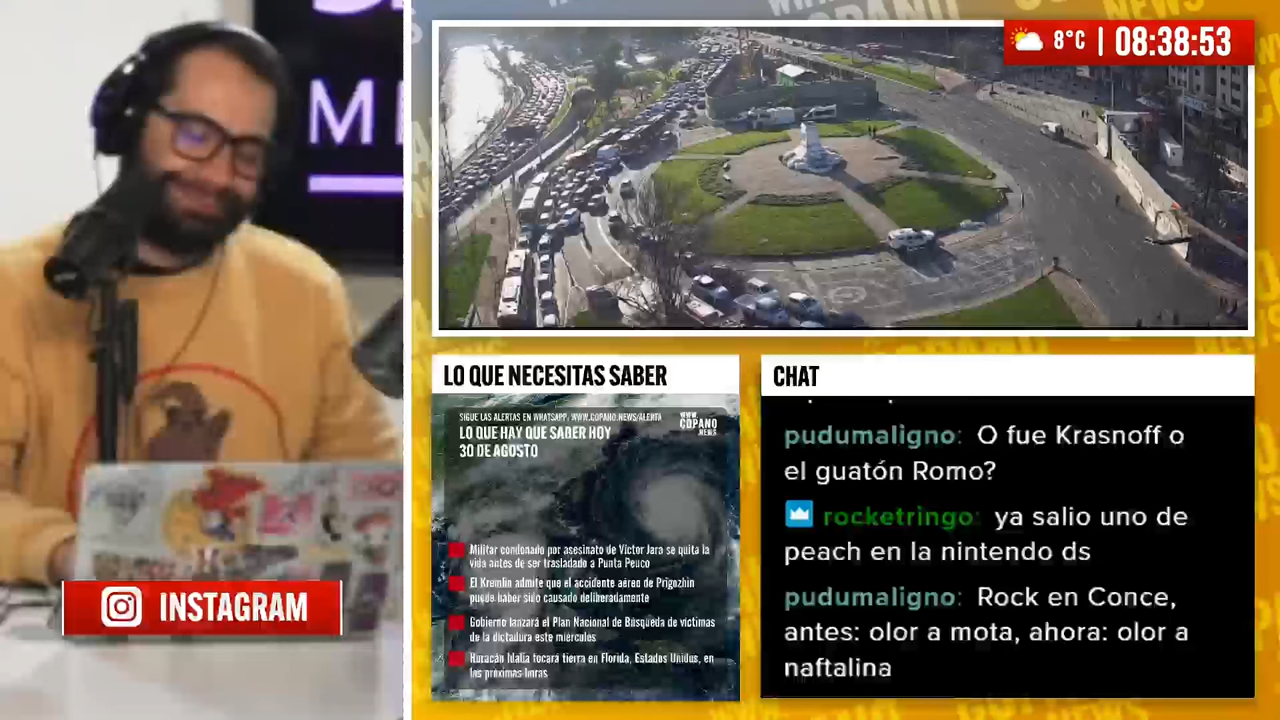 M
INSTAGRAM
8°C | 08:38:53
LO QUE NECESITAS SABER
SIGUE LAS ALERTAS EN WHATSAPP: WWW.COPANO.NEWS/ALERTA
WWW.
COPANO
.NEWS
LO QUE HAY QUE SABER HOY
30 DE AGOSTO
Militar condenado por asesinato de Víctor Jara se quita la
vida antes de ser trasladado a Punta Peuco
El Kremlin admite que el accidente aéreo de Prigozhin
puede haber sido causado deliberadamente
Gobierno lanzará el Plan Nacional de Búsqueda de víctimas
de la dictadura este miércoles
Huracán Idalia tocará tierra en Florida, Estados Unidos, en
las próximas horas
CHAT
pudumaligno: O fue Krasnoff o
el guatón Romo?
rocketringo: ya salio uno de
peach en la nintendo ds
pudumaligno: Rock en Conce,
antes: olor a mota, ahora: olor a
naftalina